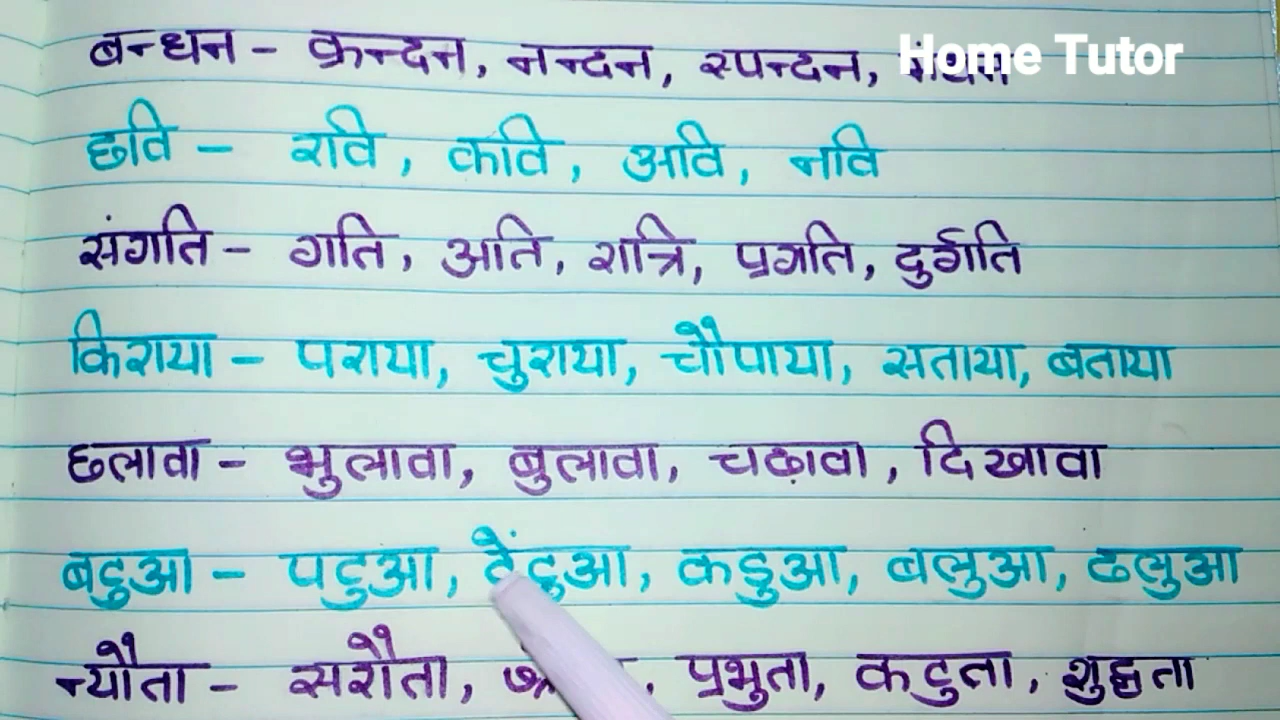 बन्धन - क्रन्दन, नन्दन, स्पन्दन,
Home Tutor
छवि - रवि, कवि, अवि, नवि
संगति - गति, अति, रात्रि, प्रगति, दुर्गति
किराया - पराया, चुराया, चौपाया, सताया, बताया
छलावा - भुलावा, बुलावा, चढ़ावा, दिखावा
बटुआ - पटुआ, टेंटुआ, कडुआ, बलुआ, ढलुआ
न्यौता - सरौता, प्रभुता, कटुता, शुद्धता